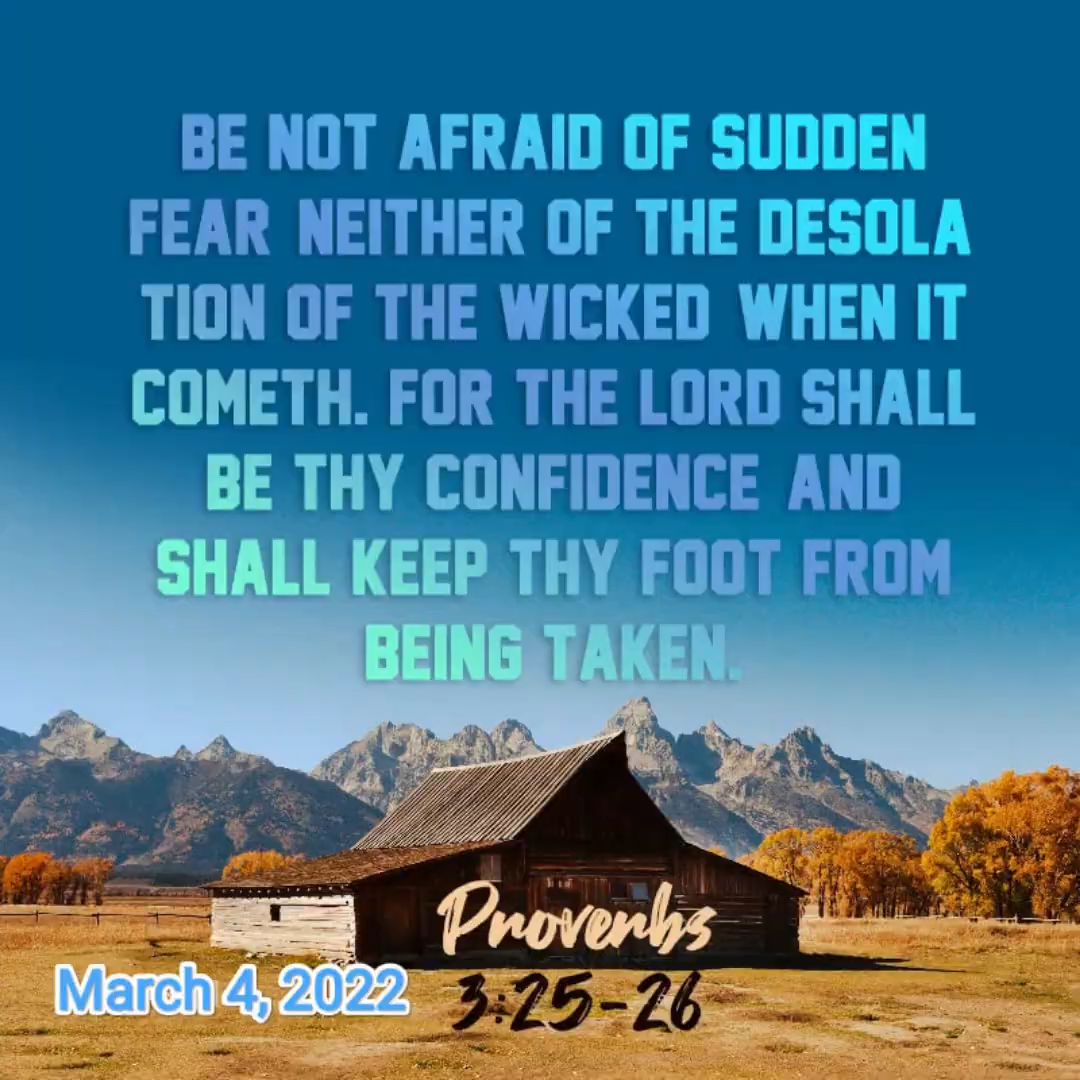 BE NOT AFRAID OF SUDDEN
FEAR NEITHER OF THE DESOLA
TION OF THE WICKED WHEN IT
COMETH. FOR THE LORD SHALL
BE THY CONFIDENCE AND
SHALL KEEP THY FOOT FROM
BEING TAKEN.
Proverbs
3:25-26
March 4, 2022